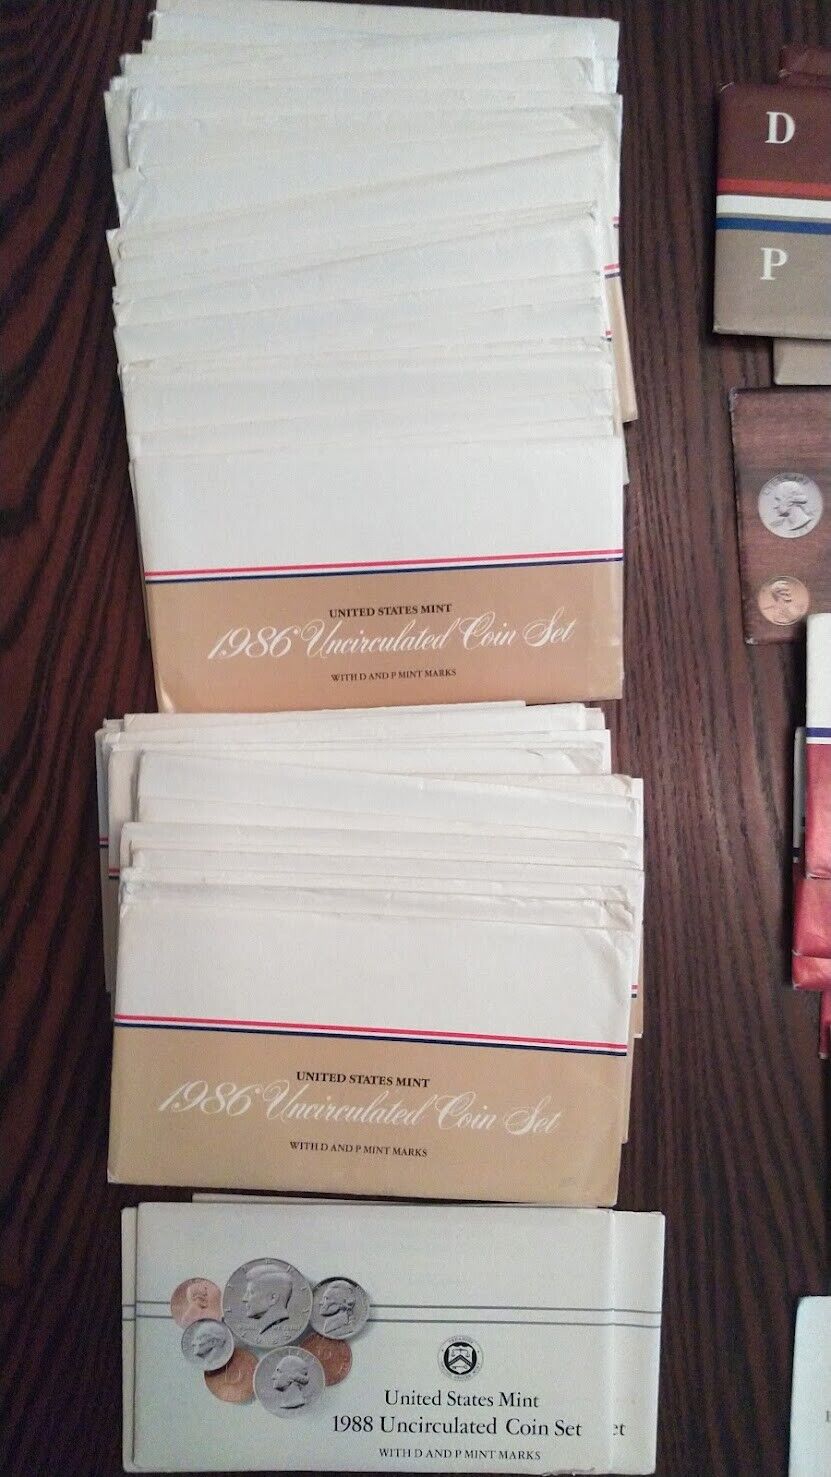 D
P
UNITED STATES MINT
1986 Uncirculated Coin Set
WITH D AND P MINT MARKS
UNITED STATES MINT
1986 Uncirculated Coin Set
WITH D AND P MINT MARKS
United States Mint
1988 Uncirculated Coin Set
et
WITH D AND P MINT MARKS